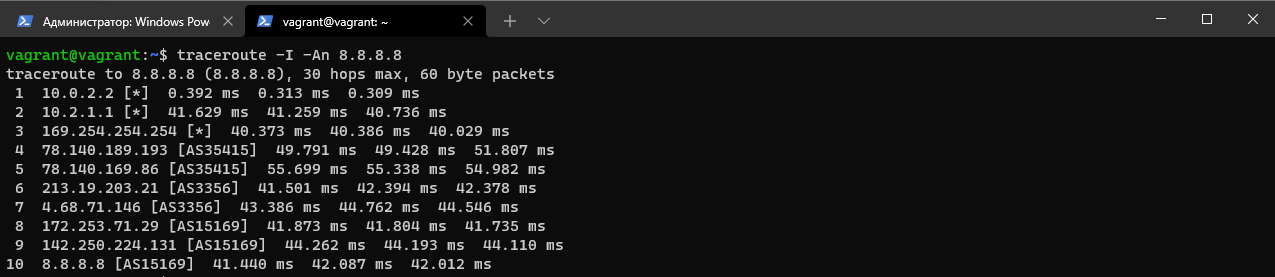 Администратор: Windows Pow
vagrant@vagrant: ~
vagrant@vagrant:~$ traceroute -I -An 8.8.8.8
traceroute to 8.8.8.8 (8.8.8.8), 30 hops max, 60 byte packets
 1  10.0.2.2 [*]  0.392 ms  0.313 ms  0.309 ms
 2  10.2.1.1 [*]  41.629 ms  41.259 ms  40.736 ms
 3  169.254.254.254 [*]  40.373 ms  40.386 ms  40.029 ms
 4  78.140.189.193 [AS35415]  49.791 ms  49.428 ms  51.807 ms
 5  78.140.169.86 [AS35415]  55.699 ms  55.338 ms  54.982 ms
 6  213.19.203.21 [AS3356]  41.501 ms  42.394 ms  42.378 ms
 7  4.68.71.146 [AS3356]  43.386 ms  44.762 ms  44.546 ms
 8  172.253.71.29 [AS15169]  41.873 ms  41.804 ms  41.735 ms
 9  142.250.224.131 [AS15169]  44.262 ms  44.193 ms  44.110 ms
10  8.8.8.8 [AS15169]  41.440 ms  42.087 ms  42.012 ms